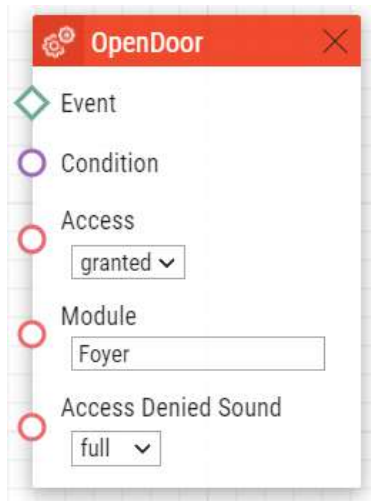 OpenDoor
Event
Condition
Access
granted
Module
Foyer
Access Denied Sound
full